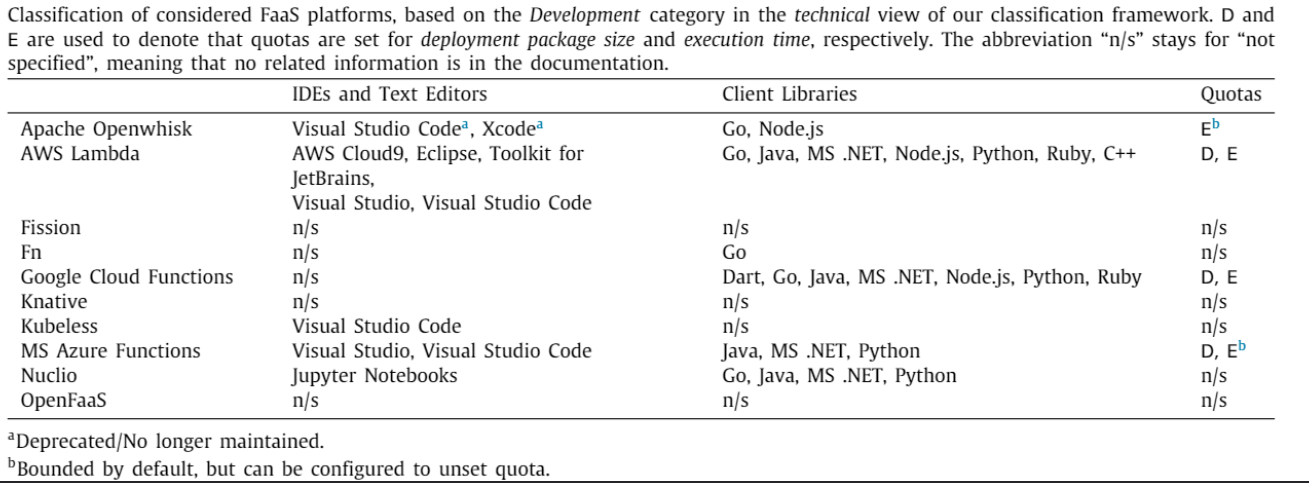 Classification of considered FaaS platforms, based on the Development category in the technical view of our classification framework. D and
E are used to denote that quotas are set for deployment package size and execution time, respectively. The abbreviation “n/s” stays for “not
specified”, meaning that no related information is in the documentation.
IDEs and Text Editors Client Libraries Quotas
Apache Openwhisk Visual Studio Codeᵃ, Xcodeᵃ Go, Node.js Eᵇ
AWS Lambda AWS Cloud9, Eclipse, Toolkit for Go, Java, MS .NET, Node.js, Python, Ruby, C++ D, E
JetBrains,
Visual Studio, Visual Studio Code
Fission n/s n/s n/s
Fn n/s Go n/s
Google Cloud Functions n/s Dart, Go, Java, MS .NET, Node.js, Python, Ruby D, E
Knative n/s n/s n/s
Kubeless Visual Studio Code n/s n/s
MS Azure Functions Visual Studio, Visual Studio Code Java, MS .NET, Python D, Eᵇ
Nuclio Jupyter Notebooks Go, Java, MS .NET, Python n/s
OpenFaaS n/s n/s n/s
ᵃDeprecated/No longer maintained.
ᵇBounded by default, but can be configured to unset quota.